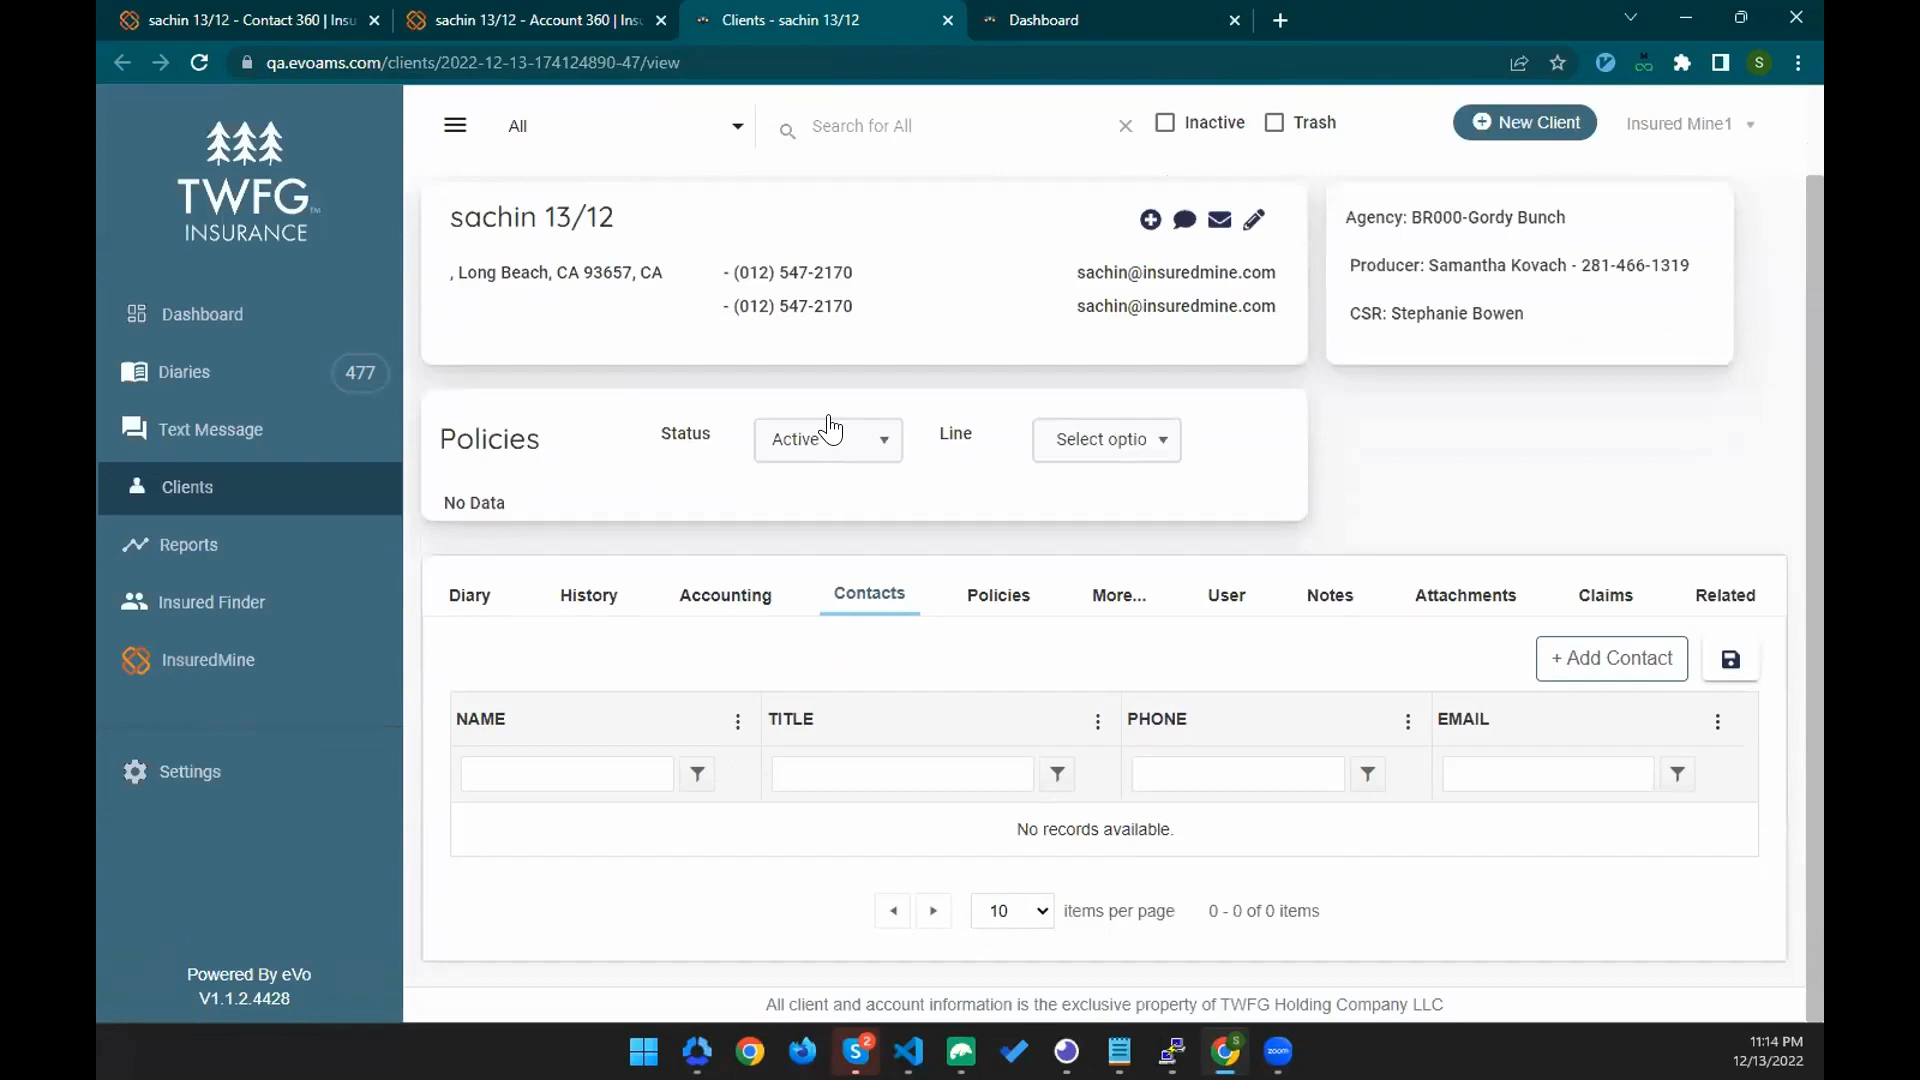 sachin 13/12 - Contact 360 | Insu
sachin 13/12 - Account 360 | Ins
Clients - sachin 13/12
Dashboard
qa.evoams.com/clients/2022-12-13-174124890-47/view
S
TWFG
INSURANCE
Dashboard
Diaries 477
Text Message
Clients
Reports
Insured Finder
InsuredMine
Settings
Powered By eVo
V1.1.2.4428
All
Search for All
Inactive
Trash
New Client
Insured Mine1
sachin 13/12
, Long Beach, CA 93657, CA
- (012) 547-2170
sachin@insuredmine.com
- (012) 547-2170
sachin@insuredmine.com
Agency: BR000-Gordy Bunch
Producer: Samantha Kovach - 281-466-1319
CSR: Stephanie Bowen
Policies
Status
Active
Line
Select optio
No Data
Diary
History
Accounting
Contacts
Policies
More...
User
Notes
Attachments
Claims
Related
+ Add Contact
NAME
TITLE
PHONE
EMAIL
No records available.
10
items per page
0 - 0 of 0 items
All client and account information is the exclusive property of TWFG Holding Company LLC
S 2
S
zoom
11:14 PM
12/13/2022